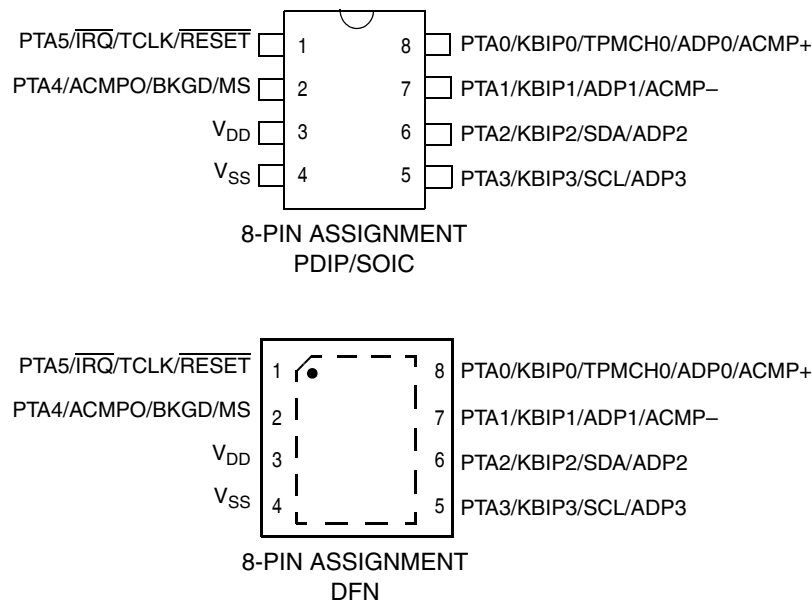 PTA5/IRQ/TCLK/RESET 1 8 PTA0/KBIP0/TPMCH0/ADP0/ACMP+
PTA4/ACMPO/BKGD/MS 2 7 PTA1/KBIP1/ADP1/ACMP–
VDD 3 6 PTA2/KBIP2/SDA/ADP2
VSS 4 5 PTA3/KBIP3/SCL/ADP3
8-PIN ASSIGNMENT
PDIP/SOIC
PTA5/IRQ/TCLK/RESET 1 8 PTA0/KBIP0/TPMCH0/ADP0/ACMP+
PTA4/ACMPO/BKGD/MS 2 7 PTA1/KBIP1/ADP1/ACMP–
VDD 3 6 PTA2/KBIP2/SDA/ADP2
VSS 4 5 PTA3/KBIP3/SCL/ADP3
8-PIN ASSIGNMENT
DFN